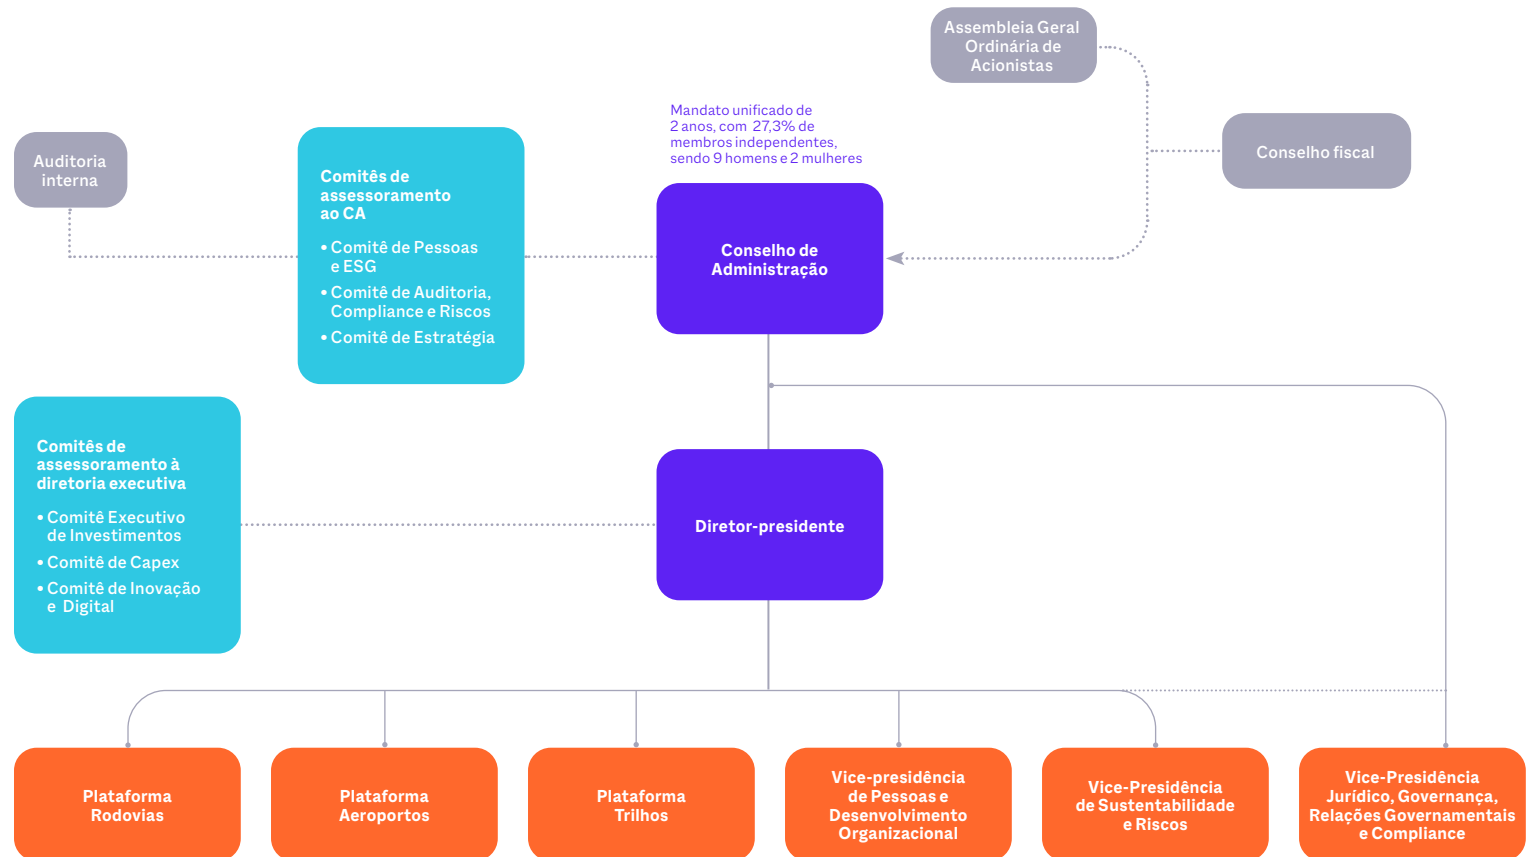 Assembleia Geral
Ordinária de
Acionistas
Mandato unificado de
2 anos, com 27,3% de
membros independentes,
sendo 9 homens e 2 mulheres
Auditoria
interna
Comitês de
assessoramento
ao CA
• Comitê de Pessoas
e ESG
• Comitê de Auditoria,
Compliance e Riscos
• Comitê de Estratégia
Conselho de
Administração
Conselho fiscal
Comitês de
assessoramento à
diretoria executiva
• Comitê Executivo
de Investimentos
• Comitê de Capex
• Comitê de Inovação
e Digital
Diretor-presidente
Plataforma
Rodovias
Plataforma
Aeroportos
Plataforma
Trilhos
Vice-presidência
de Pessoas e
Desenvolvimento
Organizacional
Vice-Presidência
de Sustentabilidade
e Riscos
Vice-Presidência
Jurídico, Governança,
Relações Governamentais
e Compliance